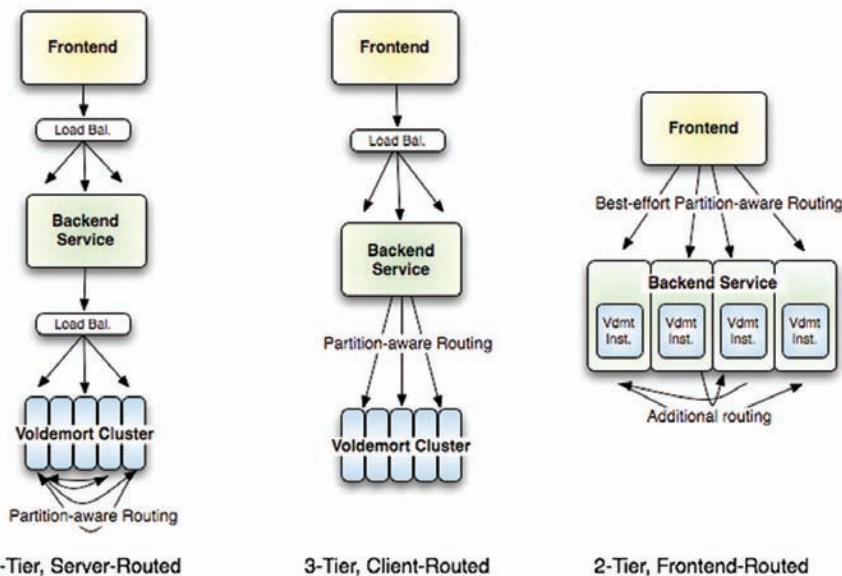 Frontend
Load Bal.
Backend
Service
Load Bal.
Voldemort Cluster
Partition-aware Routing
-Tier, Server-Routed
Frontend
Load Bal.
Backend
Service
Partition-aware Routing
Voldemort Cluster
3-Tier, Client-Routed
Frontend
Best-effort Partition-aware Routing
Backend Service
Vdmt
Inst.
Vdmt
Inst.
Vdmt
Inst.
Vdmt
Inst.
Additional routing
2-Tier, Frontend-Routed